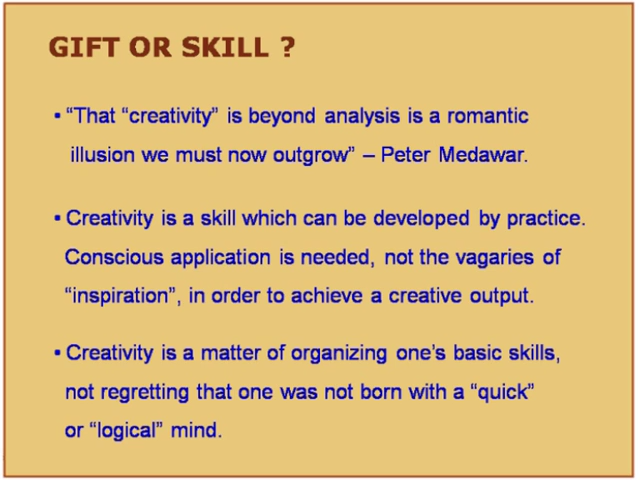 GIFT OR SKILL ?
▪ “That “creativity” is beyond analysis is a romantic
illusion we must now outgrow” – Peter Medawar.
▪ Creativity is a skill which can be developed by practice.
Conscious application is needed, not the vagaries of
“inspiration”, in order to achieve a creative output.
▪ Creativity is a matter of organizing one’s basic skills,
not regretting that one was not born with a “quick”
or “logical” mind.